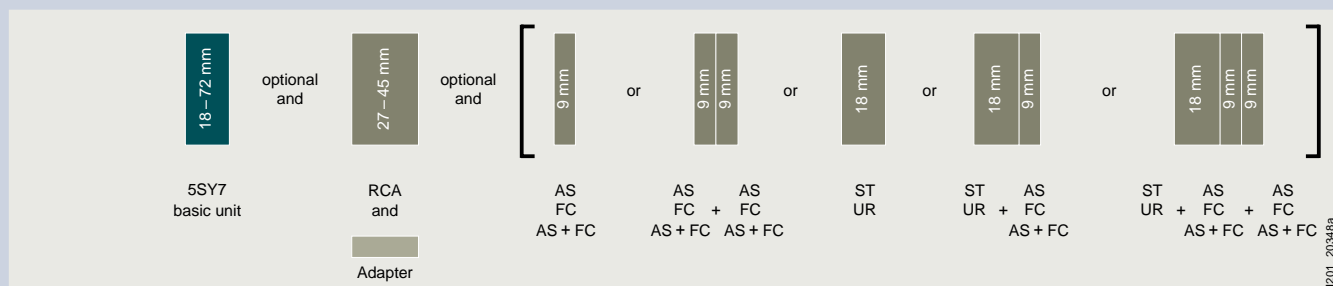 18–72 mm
optional
and
27–45 mm
optional
and
9 mm
or
9 mm
9 mm
or
18 mm
or
18 mm
9 mm
or
18 mm
9 mm
9 mm
5SY7
basic unit
RCA
and
Adapter
AS
FC
AS + FC
AS AS
FC + FC
AS + FC AS + FC
ST
UR
ST AS
UR + FC
AS + FC
ST AS AS
UR + FC + FC
AS + FC AS + FC
I201_20348a